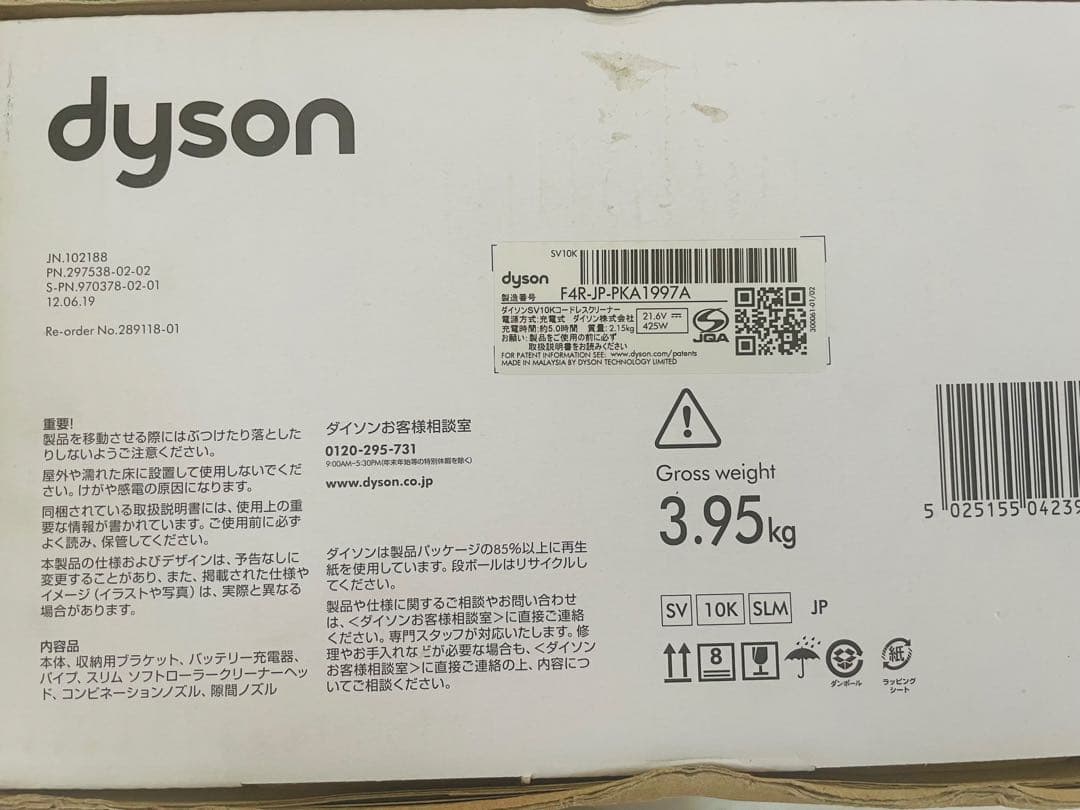 dyson
JN.102188
PN.297538-02-02
S-PN.970378-02-01
12.06.19
Re-order No.289118-01
SV10K
dyson
製造番号 F4R-JP-PKA1997A
ダイソンSV10Kコードレスクリーナー
電源方式:充電式 ダイソン株式会社
充電時間:約5.0時間 質量:2.15kg
21.6V
425W
JQA
お願い:製品をご使用の前に必ず
取扱説明書をお読みください
FOR PATENT INFORMATION SEE: www.dyson.com/patents
MADE IN MALAYSIA BY DYSON TECHNOLOGY LIMITED
300061-01/02
重要!
製品を移動させる際にはぶつけたり落とした
りしないようご注意ください。
屋外や濡れた床に設置して使用しないでくだ
さい。けがや感電の原因になります。
同梱されている取扱説明書には、使用上の重
要な情報が書かれています。ご使用前に必ず
よく読み、保管してください。
本製品の仕様およびデザインは、予告なしに
変更することがあり、また、掲載された仕様や
イメージ(イラストや写真)は、実際と異なる
場合があります。
内容品
本体、収納用ブラケット、バッテリー充電器、
パイプ、スリム ソフトローラークリーナーヘッ
ド、コンビネーションノズル、隙間ノズル
ダイソンお客様相談室
0120-295-731
9:00AM-5:30PM(年末年始等の特別休暇を除く)
www.dyson.co.jp
ダイソンは製品パッケージの85%以上に再生
紙を使用しています。段ボールはリサイクルし
てください。
製品や仕様に関するご相談やお問い合わせ
は、<ダイソンお客様相談室>に直接ご連絡
ください。専門スタッフが対応いたします。修
理やお手入れなどが必要な場合も、<ダイソン
お客様相談室>に直接ご連絡の上、内容につ
いてご相談ください。
Gross weight
3.95kg
SV 10K SLM JP
8
ダンボール
紙
ラッピング
シート
5 025155 04239